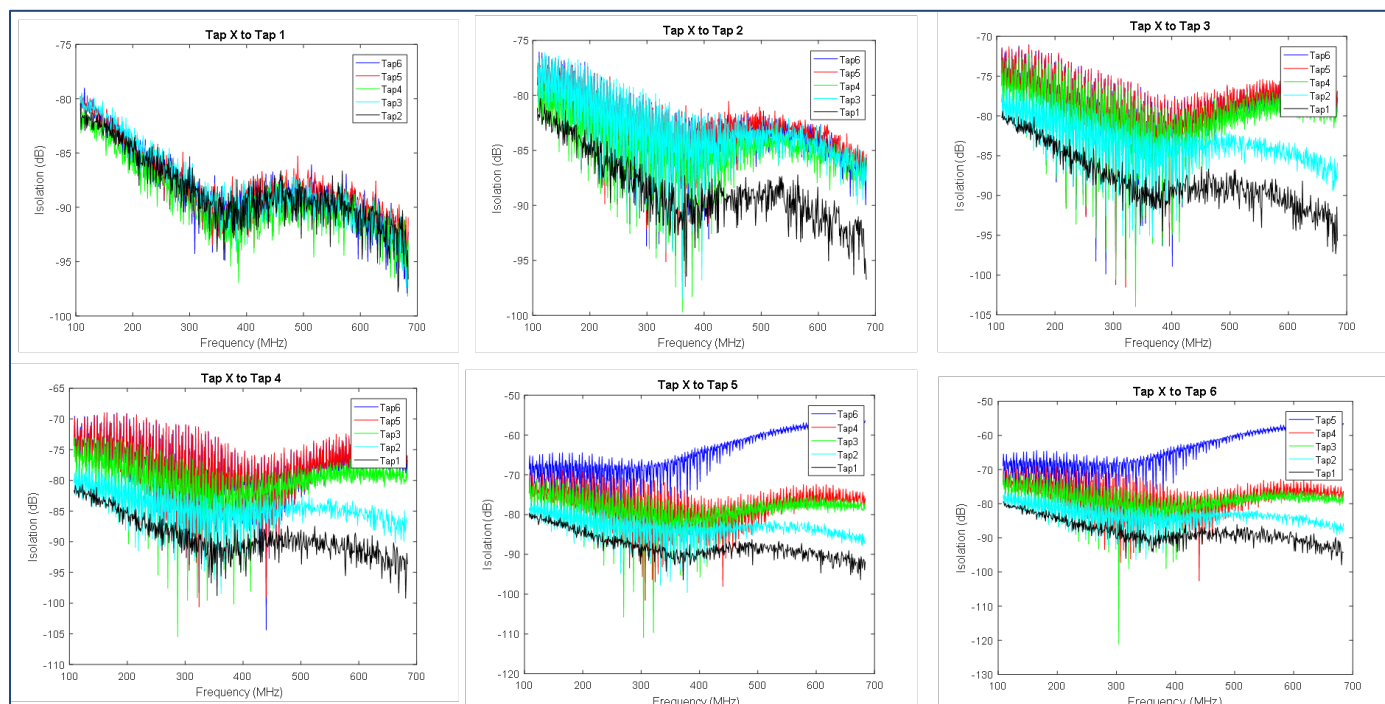 Tap X to Tap 1
-75
-80
-85
-90
-95
-100
Isolation (dB)
100 200 300 400 500 600 700
Frequency (MHz)
Tap6
Tap5
Tap4
Tap3
Tap2
Tap X to Tap 2
-75
-80
-85
-90
-95
-100
Isolation (dB)
100 200 300 400 500 600 700
Frequency (MHz)
Tap6
Tap5
Tap4
Tap3
Tap1
Tap X to Tap 3
-70
-75
-80
-85
-90
-95
-100
-105
Isolation (dB)
100 200 300 400 500 600 700
Frequency (MHz)
Tap6
Tap5
Tap4
Tap2
Tap1
Tap X to Tap 4
-65
-70
-75
-80
-85
-90
-95
-100
-105
-110
Isolation (dB)
100 200 300 400 500 600 700
Frequency (MHz)
Tap6
Tap5
Tap3
Tap2
Tap1
Tap X to Tap 5
-50
-60
-70
-80
-90
-100
-110
-120
Isolation (dB)
100 200 300 400 500 600 700
Frequency (MHz)
Tap6
Tap4
Tap3
Tap2
Tap1
Tap X to Tap 6
-50
-60
-70
-80
-90
-100
-110
-120
-130
Isolation (dB)
100 200 300 400 500 600 700
Frequency (MHz)
Tap5
Tap4
Tap3
Tap2
Tap1